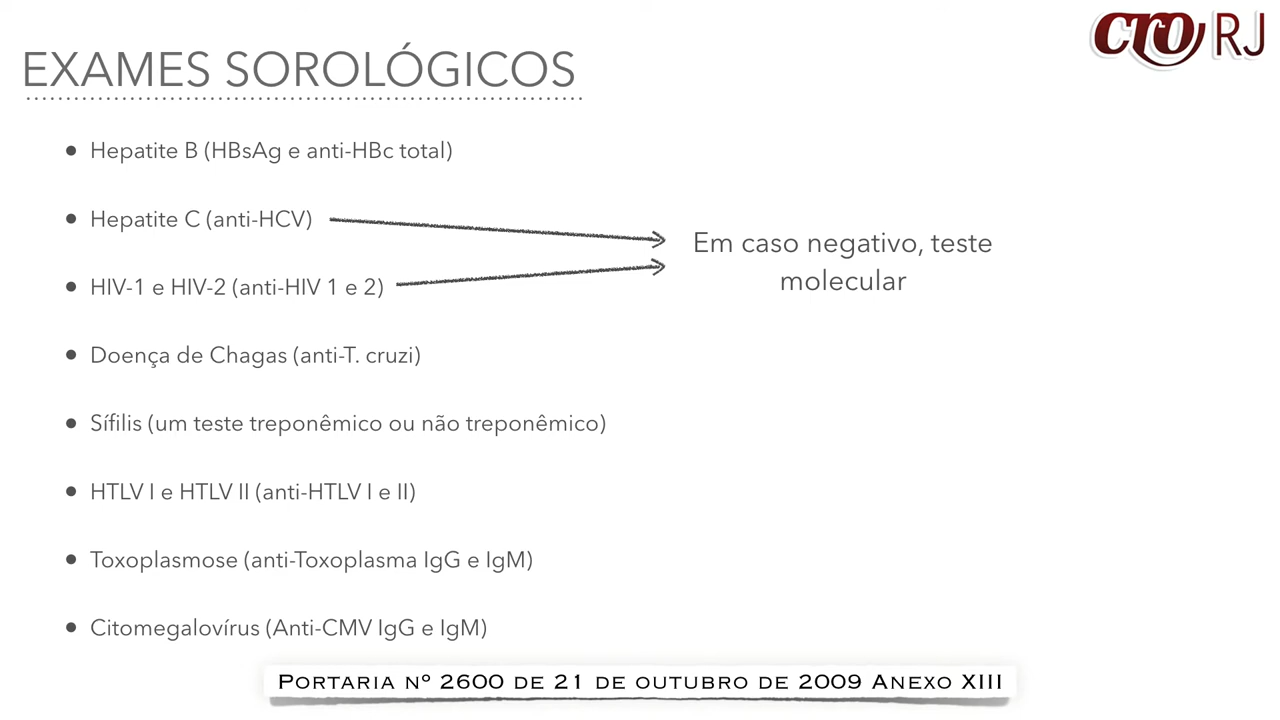 cro RJ
EXAMES SOROLÓGICOS
Hepatite B (HBsAg e anti-HBc total)
Hepatite C (anti-HCV)
Em caso negativo, teste
molecular
HIV-1 e HIV-2 (anti-HIV 1 e 2)
Doença de Chagas (anti-T. cruzi)
Sífilis (um teste treponêmico ou não treponêmico)
HTLV I e HTLV II (anti-HTLV I e II)
Toxoplasmose (anti-Toxoplasma IgG e IgM)
Citomegalovírus (Anti-CMV IgG e IgM)
PORTARIA Nº 2600 DE 21 DE OUTUBRO DE 2009 ANEXO XIII